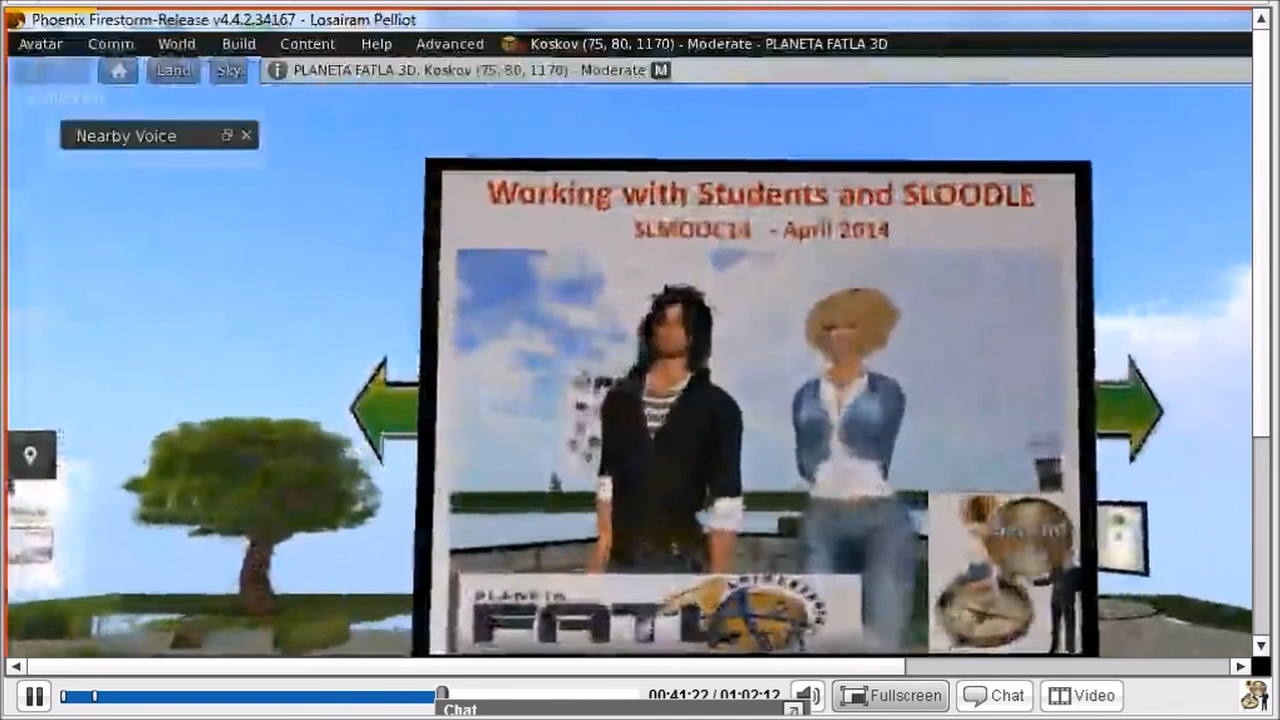 Phoenix Firestorm-Release v4.4.2.34167 - Losairam Pelliot
Avatar Comm World Build Content Help Advanced Koskov (75, 80, 1170) - Moderate - PLANETA FATLA 3D
Land Sky PLANETA FATLA 3D, Koskov (75, 80, 1170) - Moderate M
Nearby Voice
Working with Students and SLOODLE
SLMOOC14 - April 2014
PLANETA
FATLA
00:41:22 / 01:02:12 Fullscreen Chat Video
Chat